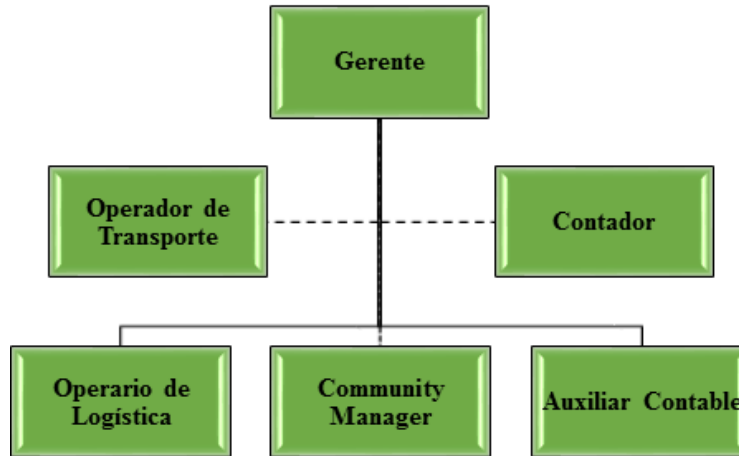 Gerente
Operador de
Transporte
Contador
Operario de
Logística
Community
Manager
Auxiliar Contable